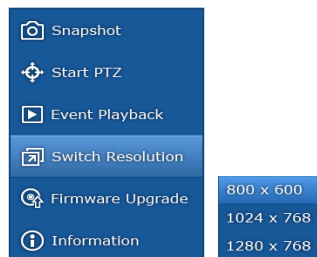 Snapshot
Start PTZ
Event Playback
Switch Resolution
Firmware Upgrade
Information
800 x 600
1024 x 768
1280 x 768